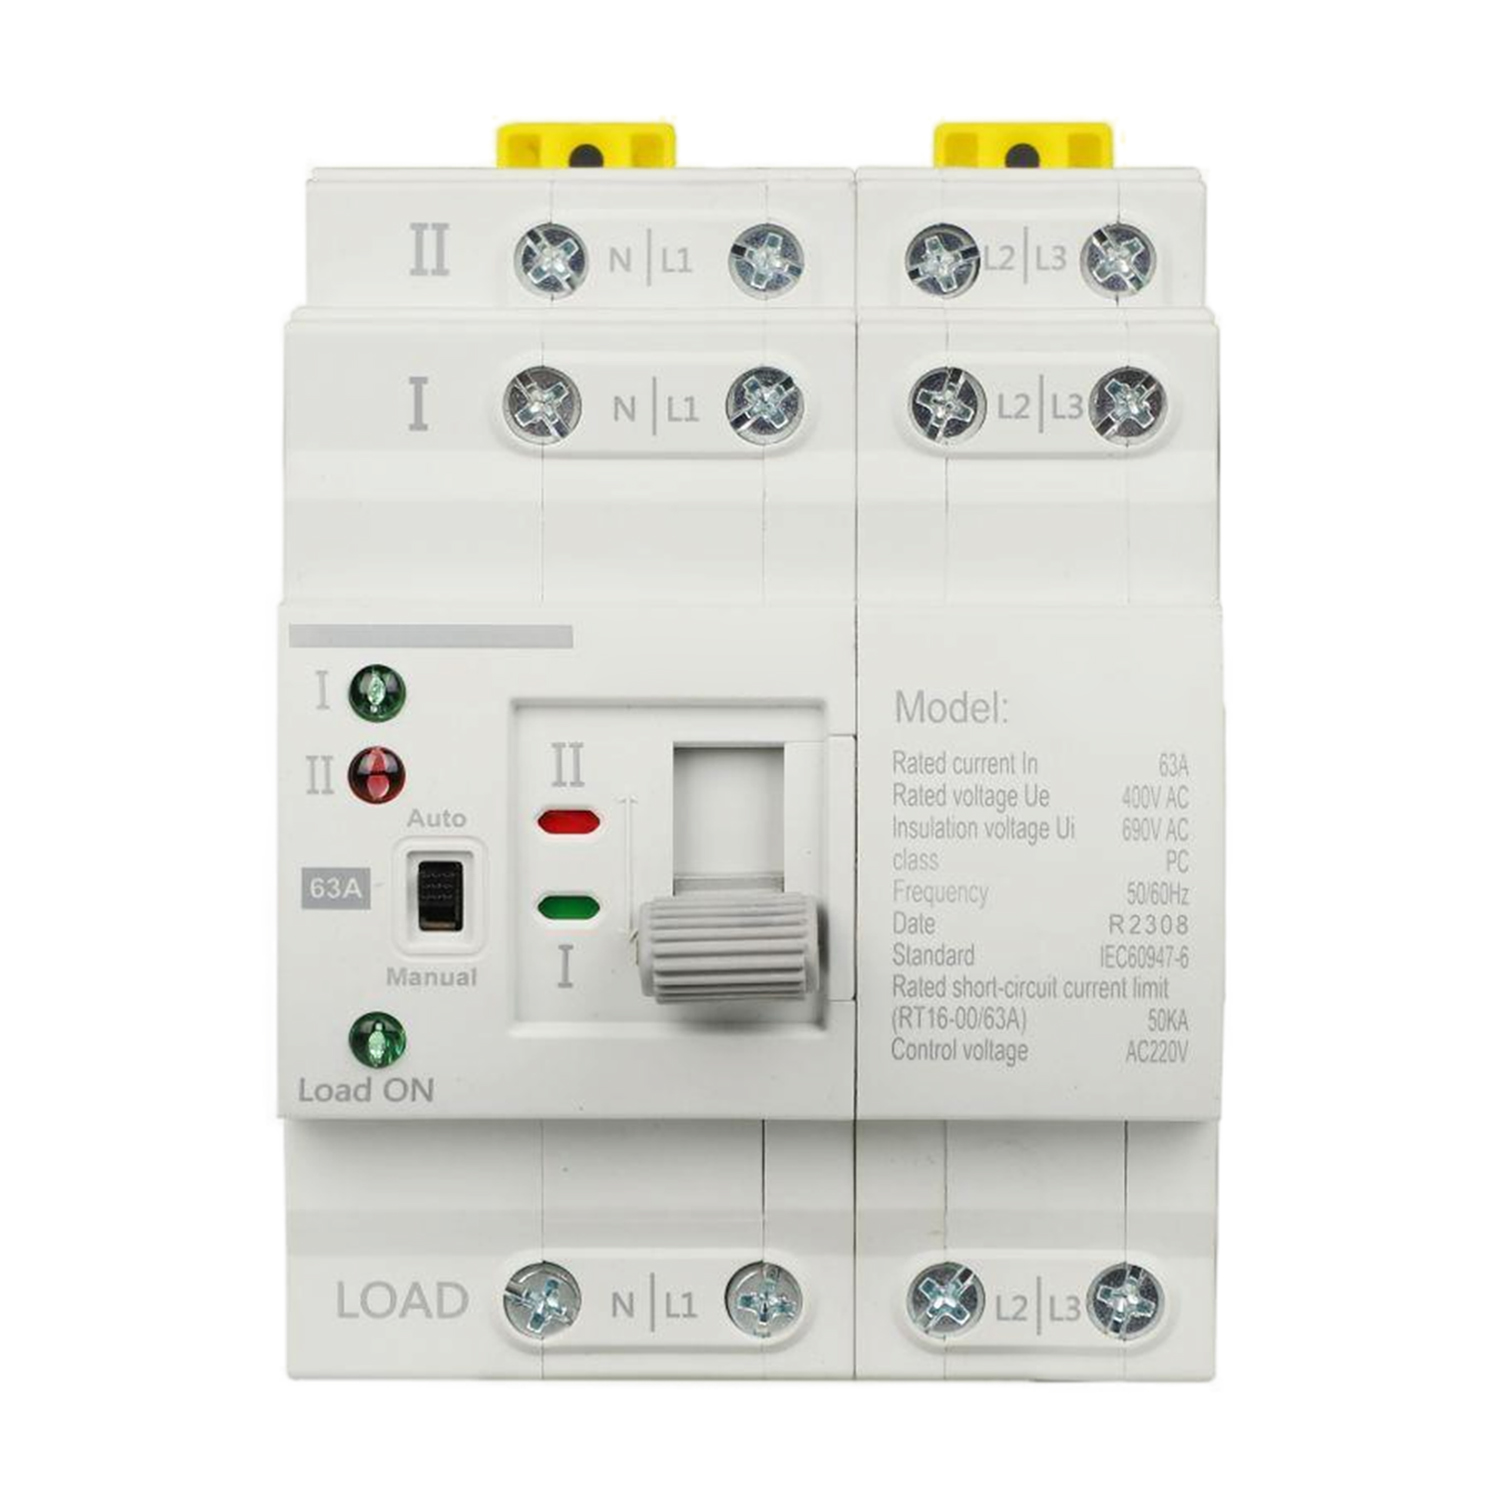 II N L1 L2 L3
I N L1 L2 L3
I
II
Auto
63A
Manual
Load ON
II
I
Model:
Rated current In 63A
Rated voltage Ue 400V AC
Insulation voltage Ui 690V AC
class PC
Frequency 50/60Hz
Date R2308
Standard IEC60947-6
Rated short-circuit current limit
(RT16-00/63A) 50KA
Control voltage AC220V
LOAD N L1 L2 L3